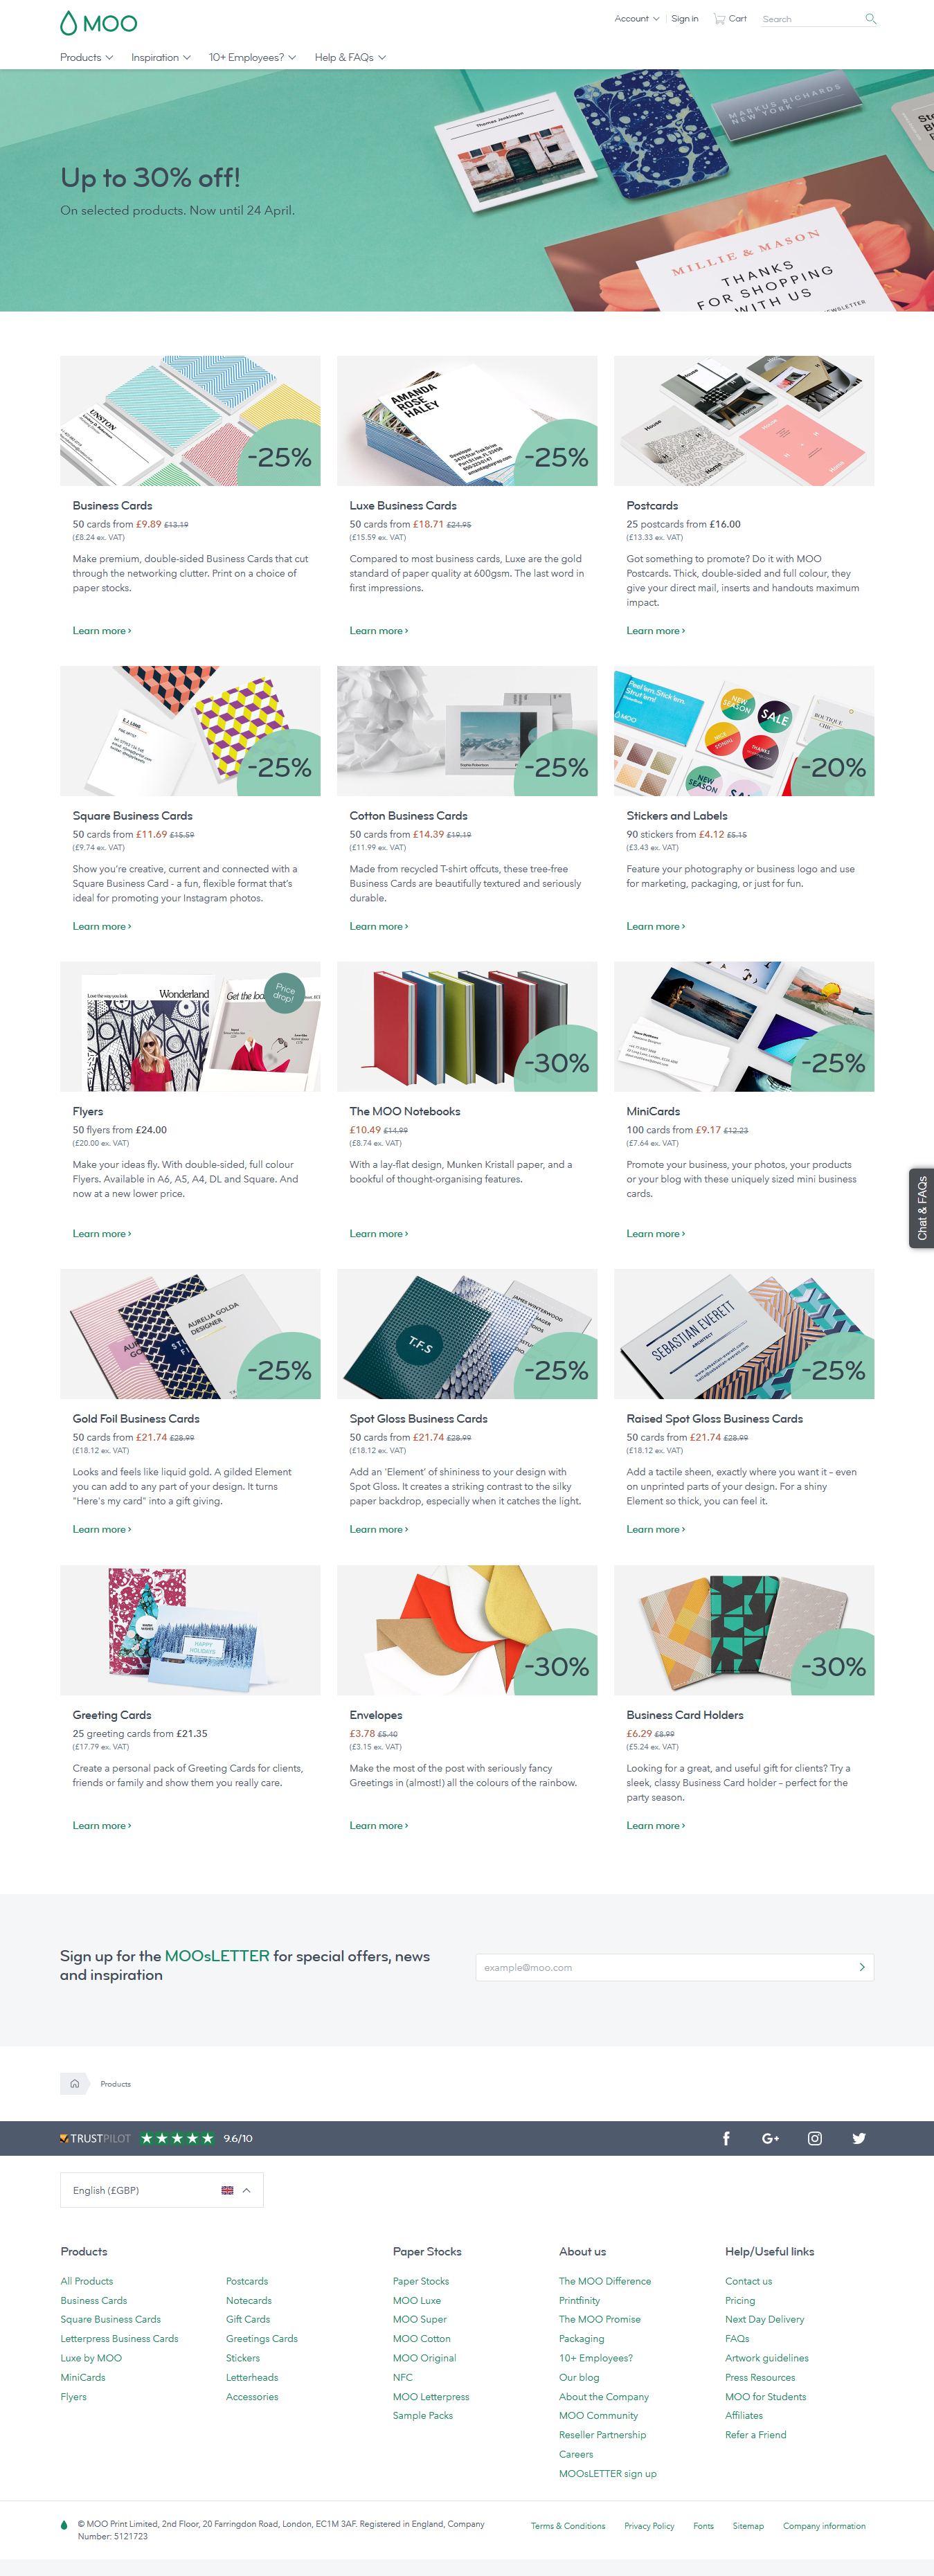 MOO
Account
Sign in
Cart
Search
Products
Inspiration
10+ Employees?
Help & FAQs
Up to 30% off!
On selected products. Now until 24 April.
Thomas Jenkinson
MARKUS RICHARDS
NEW YORK
MILLIE & MASON
THANKS
FOR SHOPPING
WITH US
-25%
AMANDA
ROSE
HALEY
-25%
Business Cards
50 cards from £9.89 £13.19
(£8.24 ex. VAT)
Make premium, double-sided Business Cards that cut
through the networking clutter. Print on a choice of
paper stocks.
Learn more ›
Luxe Business Cards
50 cards from £18.71 £24.95
(£15.59 ex. VAT)
Compared to most business cards, Luxe are the gold
standard of paper quality at 600gsm. The last word in
first impressions.
Learn more ›
Postcards
25 postcards from £16.00
(£13.33 ex. VAT)
Got something to promote? Do it with MOO
Postcards. Thick, double-sided and full colour, they
give your direct mail, inserts and handouts maximum
impact.
Learn more ›
-25%
-25%
NEW
SEASON
SALE
THANKS
NEW
SEASON
MOO
-20%
Square Business Cards
50 cards from £11.69 £15.59
(£9.74 ex. VAT)
Show you're creative, current and connected with a
Square Business Card - a fun, flexible format that's
ideal for promoting your Instagram photos.
Learn more ›
Cotton Business Cards
50 cards from £14.39 £19.19
(£11.99 ex. VAT)
Made from recycled T-shirt offcuts, these tree-free
Business Cards are beautifully textured and seriously
durable.
Learn more ›
Stickers and Labels
90 stickers from £4.12 £5.15
(£3.43 ex. VAT)
Feature your photography or business logo and use
for marketing, packaging, or just for fun.
Learn more ›
Love the way you look
Wonderland
Get the loo
Price
drop!
-30%
-25%
Flyers
50 flyers from £24.00
(£20.00 ex. VAT)
Make your ideas fly. With double-sided, full colour
Flyers. Available in A6, A5, A4, DL and Square. And
now at a new lower price.
Learn more ›
The MOO Notebooks
£10.49 £14.99
(£8.74 ex. VAT)
With a lay-flat design, Munken Kristall paper, and a
bookful of thought-organising features.
Learn more ›
MiniCards
100 cards from £9.17 £12.23
(£7.64 ex. VAT)
Promote your business, your photos, your products
or your blog with these uniquely sized mini business
cards.
Learn more ›
Chat & FAQs
AURELIA GOLDA
DESIGNER
-25%
T.F.S
JAMES WINTERWOOD
-25%
SEBASTIAN EVERETT
ARCHITECT
-25%
Gold Foil Business Cards
50 cards from £21.74 £28.99
(£18.12 ex. VAT)
Looks and feels like liquid gold. A gilded Element
you can add to any part of your design. It turns
"Here's my card" into a gift giving.
Learn more ›
Spot Gloss Business Cards
50 cards from £21.74 £28.99
(£18.12 ex. VAT)
Add an 'Element' of shininess to your design with
Spot Gloss. It creates a striking contrast to the silky
paper backdrop, especially when it catches the light.
Learn more ›
Raised Spot Gloss Business Cards
50 cards from £21.74 £28.99
(£18.12 ex. VAT)
Add a tactile sheen, exactly where you want it – even
on unprinted parts of your design. For a shiny
Element so thick, you can feel it.
Learn more ›
HAPPY
HOLIDAYS
-30%
-30%
Greeting Cards
25 greeting cards from £21.35
(£17.79 ex. VAT)
Create a personal pack of Greeting Cards for clients,
friends or family and show them you really care.
Learn more ›
Envelopes
£3.78 £5.40
(£3.15 ex. VAT)
Make the most of the post with seriously fancy
Greetings in (almost!) all the colours of the rainbow.
Learn more ›
Business Card Holders
£6.29 £8.99
(£5.24 ex. VAT)
Looking for a great, and useful gift for clients? Try a
sleek, classy Business Card holder – perfect for the
party season.
Learn more ›
Sign up for the MOOsLETTER for special offers, news
and inspiration
example@moo.com
Products
TRUSTPILOT
9.6/10
English (£GBP)
Products
All Products
Business Cards
Square Business Cards
Letterpress Business Cards
Luxe by MOO
MiniCards
Flyers
Postcards
Notecards
Gift Cards
Greetings Cards
Stickers
Letterheads
Accessories
Paper Stocks
Paper Stocks
MOO Luxe
MOO Super
MOO Cotton
MOO Original
NFC
MOO Letterpress
Sample Packs
About us
The MOO Difference
Printfinity
The MOO Promise
Packaging
10+ Employees?
Our blog
About the Company
MOO Community
Reseller Partnership
Careers
MOOsLETTER sign up
Help/Useful links
Contact us
Pricing
Next Day Delivery
FAQs
Artwork guidelines
Press Resources
MOO for Students
Affiliates
Refer a Friend
© MOO Print Limited, 2nd Floor, 20 Farringdon Road, London, EC1M 3AF. Registered in England, Company
Number: 5121723
Terms & Conditions
Privacy Policy
Fonts
Sitemap
Company information